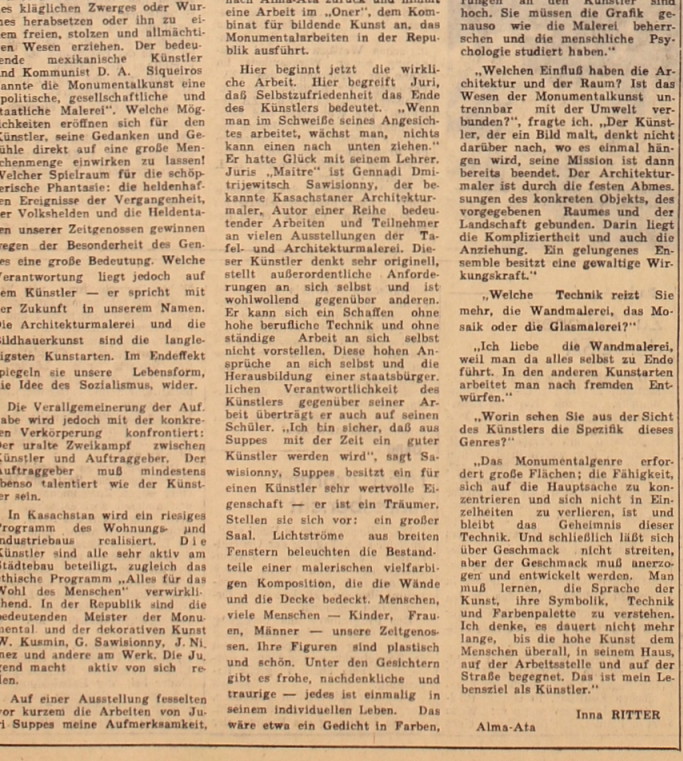 es kläglichen Zwerges oder Wur-
nes herabsetzen oder ihn zu ei-
em freien, stolzen und allmächti-
en Wesen erziehen. Der bedeu-
ende mexikanische Künstler
nd Kommunist D. A. Siqueiros
annte die Monumentalkunst eine
politische, gesellschaftliche und
taatliche Malerei". Welche Mög-
ichkeiten eröffnen sich für den
ünstler, seine Gedanken und Ge-
ühle direkt auf eine große Men-
chenmenge einwirken zu lassen!
Welcher Spielraum für die schöp-
erische Phantasie: die heldenhaf-
en Ereignisse der Vergangenheit,
er Volkshelden und die Heldenta-
en unserer Zeitgenossen gewinnen
egen der Besonderheit des Gen-
es eine große Bedeutung. Welche
erantwortung liegt jedoch auf
em Künstler — er spricht mit
er Zukunft in unserem Namen.
ie Architekturmalerei und die
ildhauerkunst sind die langle-
igsten Kunstarten. Im Endeffekt
piegeln sie unsere Lebensform,
ie Idee des Sozialismus, wider.
Die Verallgemeinerung der Auf.
abe wird jedoch mit der konkre-
en Verkörperung konfrontiert:
er uralte Zweikampf zwischen
ünstler und Auftraggeber. Der
uftraggeber muß mindestens
benso talentiert wie der Künst-
er sein.
In Kasachstan wird ein riesiges
rogramm des Wohnungs- und
ndustriebaus realisiert. Die
ünstler sind alle sehr aktiv am
tädtebau beteiligt, zugleich das
thische Programm „Alles für das
Wohl des Menschen" verwirkli-
hend. In der Republik sind die
edeutenden Meister der Monu-
mental und der dekorativen Kunst
W. Kusmin, G. Sawisionny, J. Ni
nez und andere am Werk. Die Ju
end macht aktiv von sich re-
den.
Auf einer Ausstellung fesselten
vor kurzem die Arbeiten von Ju-
ri Suppes meine Aufmerksamkeit,
nach Alma-Ata zurück und nimmt
eine Arbeit im „Oner", dem Kom-
binat für bildende Kunst an, das
Monumentalarbeiten in der Repu-
blik ausführt.
Hier beginnt jetzt die wirkli-
che Arbeit. Hier begreift Juri,
daß Selbstzufriedenheit das Ende
des Künstlers bedeutet. „Wenn
man im Schweiße seines Angesich-
tes arbeitet, wächst man, nichts
kann einen nach unten ziehen."
Er hatte Glück mit seinem Lehrer.
Juris „Maitre" ist Gennadi Dmi-
trijewitsch Sawisionny, der be-
kannte Kasachstaner Architektur-
maler, Autor einer Reihe bedeu-
tender Arbeiten und Teilnehmer
an vielen Ausstellungen der Ta-
fel- und Architekturmalerei. Die-
ser Künstler denkt sehr originell,
stellt außerordentliche Anforde-
rungen an sich selbst und ist
wohlwollend gegenüber anderen.
Er kann sich ein Schaffen ohne
hohe berufliche Technik und ohne
ständige Arbeit an sich selbst
nicht vorstellen. Diese hohen An-
sprüche an sich selbst und die
Herausbildung einer staatsbürger.
lichen Verantwortlichkeit des
Künstlers gegenüber seiner Ar-
beit überträgt er auch auf seinen
Schüler. „Ich bin sicher, daß aus
Suppes mit der Zeit ein guter
Künstler werden wird", sagt Sa-
wisionny, Suppes besitzt ein für
einen Künstler sehr wertvolle Ei-
genschaft — er ist ein Träumer.
Stellen sie sich vor: ein großer
Saal. Lichtströme aus breiten
Fenstern beleuchten die Bestand-
teile einer malerischen vielfarbi-
gen Komposition, die die Wände
und die Decke bedeckt. Menschen,
viele Menschen — Kinder, Frau-
en, Männer — unsere Zeitgenos-
sen. Ihre Figuren sind plastisch
und schön. Unter den Gesichtern
gibt es frohe, nachdenkliche und
traurige — jedes ist einmalig in
seinem individuellen Leben. Das
wäre etwa ein Gedicht in Farben,
rungen an den Künstler sind
hoch. Sie müssen die Grafik ge-
nauso wie die Malerei beherr-
schen und die menschliche Psy-
chologie studiert haben."
„Welchen Einfluß haben die Ar-
chitektur und der Raum? Ist das
Wesen der Monumentalkunst un-
trennbar mit der Umwelt ver-
bunden?", fragte ich. „Der Künst-
ler, der ein Bild malt, denkt nicht
darüber nach, wo es einmal hän-
gen wird, seine Mission ist dann
bereits beendet. Der Architektur-
maler ist durch die festen Abmes.
sungen des konkreten Objekts, des
vorgegebenen Raumes und der
Landschaft gebunden. Darin liegt
die Kompliziertheit und auch die
Anziehung. Ein gelungenes En-
semble besitzt eine gewaltige Wir-
kungskraft."
„Welche Technik reizt Sie
mehr, die Wandmalerei, das Mo-
saik oder die Glasmalerei?"
„Ich liebe die Wandmalerei,
weil man da alles selbst zu Ende
führt. In den anderen Kunstarten
arbeitet man nach fremden Ent-
würfen."
„Worin sehen Sie aus der Sicht
des Künstlers die Spezifik dieses
Genres?"
„Das Monumentalgenre erfor-
dert große Flächen; die Fähigkeit,
sich auf die Hauptsache zu kon-
zentrieren und sich nicht in Ein-
zelheiten zu verlieren, ist und
bleibt das Geheimnis dieser
Technik. Und schließlich läßt sich
über Geschmack nicht streiten,
aber der Geschmack muß anerzo-
gen und entwickelt werden. Man
muß lernen, die Sprache der
Kunst, ihre Symbolik, Technik
und Farbenpalette zu verstehen.
Ich denke, es dauert nicht mehr
lange, bis die hohe Kunst dem
Menschen überall, in seinem Haus,
auf der Arbeitsstelle und auf der
Straße begegnet. Das ist mein Le-
bensziel als Künstler."
Inna RITTER
Alma-Ata